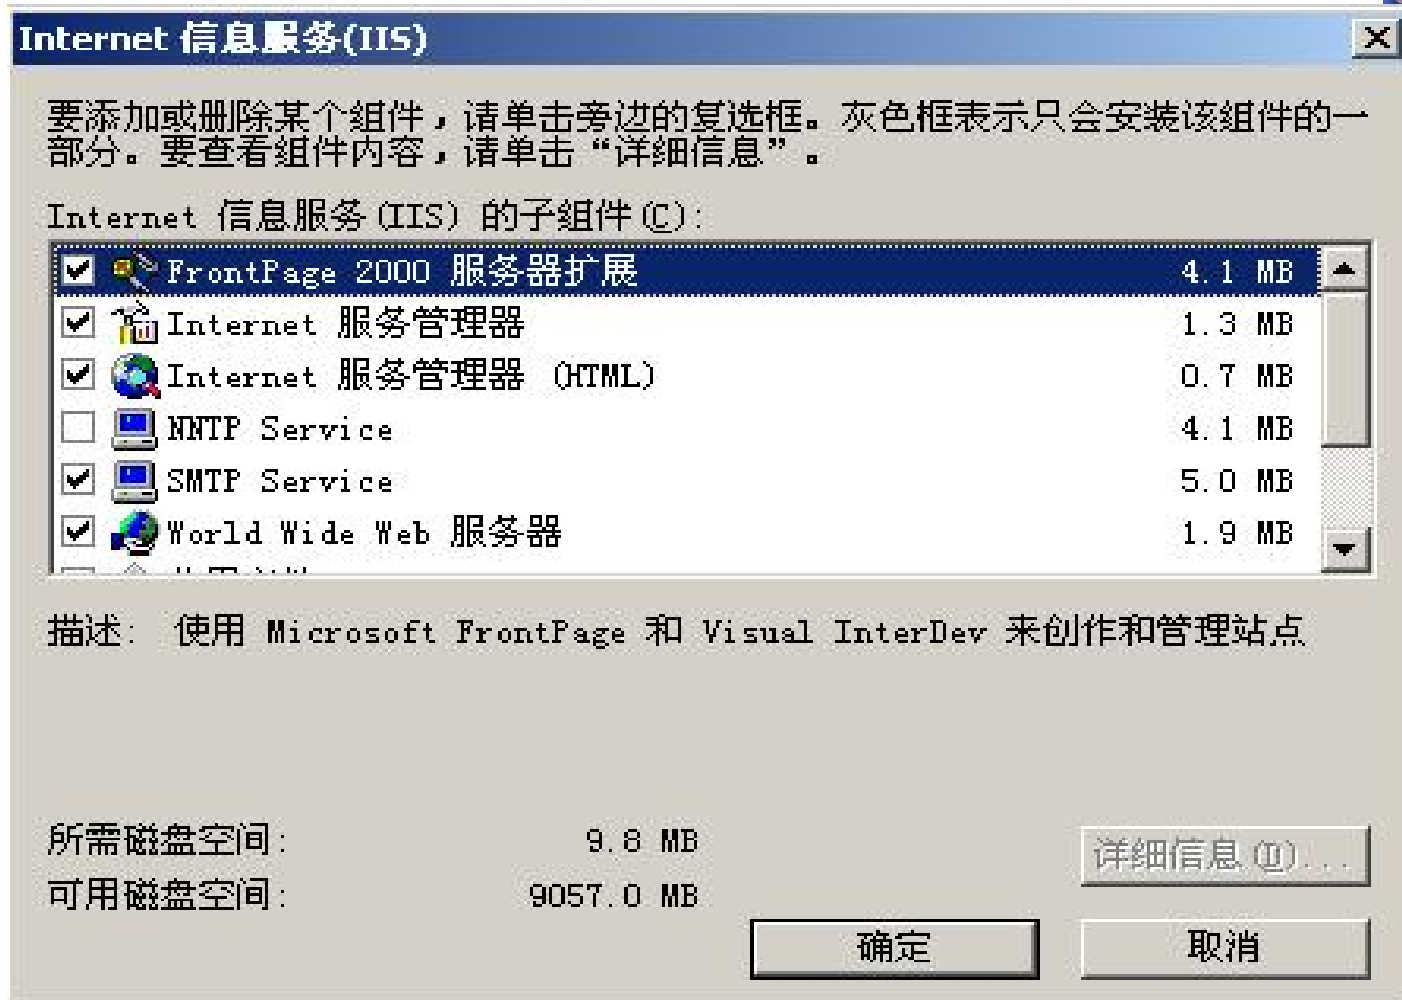 Internet 信息服务(IIS)
要添加或删除某个组件，请单击旁边的复选框。灰色框表示只会安装该组件的一
部分。要查看组件内容，请单击“详细信息”。
Internet 信息服务(IIS) 的子组件(C):
FrontPage 2000 服务器扩展 4.1 MB
Internet 服务管理器 1.3 MB
Internet 服务管理器 (HTML) 0.7 MB
NNTP Service 4.1 MB
SMTP Service 5.0 MB
World Wide Web 服务器 1.9 MB
描述: 使用 Microsoft FrontPage 和 Visual InterDev 来创作和管理站点
所需磁盘空间: 9.8 MB
可用磁盘空间: 9057.0 MB
详细信息(D)...
确定 取消